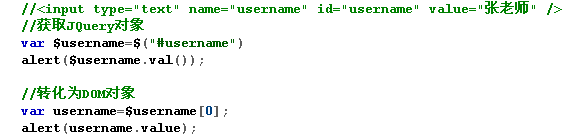 //<input type="text" name="username" id="username" value="张老师" />
//获取JQuery对象
var $username=$("#username")
alert($username.val());
//转化为DOM对象
var username=$username[0];
alert(username.value);